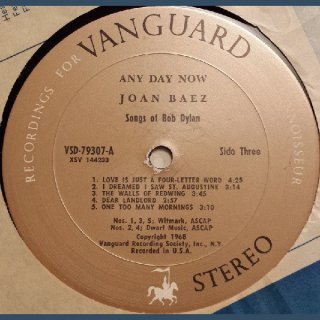 RECORDINGS FOR
VANGUARD
OISSEUR
ANY DAY NOW
JOAN BAEZ
Songs of Bob Dylan
VSD-79307-A
XSV 144233
Side Three
1. LOVE IS JUST A FOUR-LETTER WORD 4:25
2. I DREAMED I SAW ST. AUGUSTINE 3:14
3. THE WALLS OF REDWING 4:31
4. DEAR LANDLORD 2:57
5. ONE TOO MANY MORNINGS 3:10
Nos. 1, 3, 5: Witmark, ASCAP
Nos. 2, 4: Dwarf Music, ASCAP
Copyright 1968
Vanguard Recording Society, Inc., N.Y.
Recorded in U.S.A.
STEREO